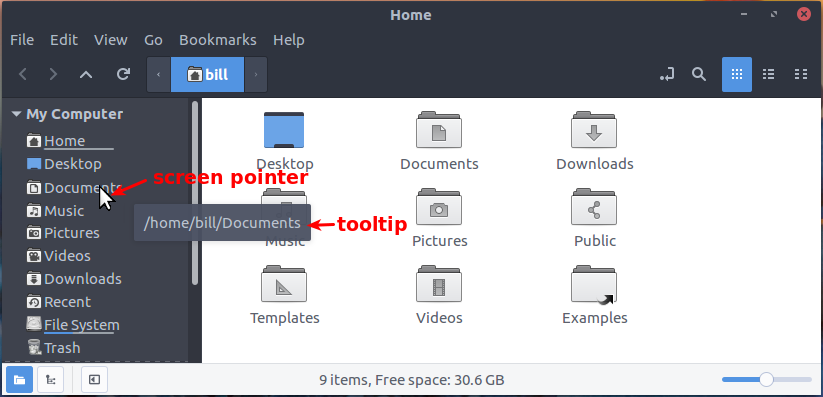 Home
File Edit View Go Bookmarks Help
bill
My Computer
Home
Desktop
Documents
Music
Pictures
Videos
Downloads
Recent
File System
Trash
Desktop Documents Downloads
screen pointer
/home/bill/Documents
tooltip
Music Pictures Public
Templates Videos Examples
9 items, Free space: 30.6 GB